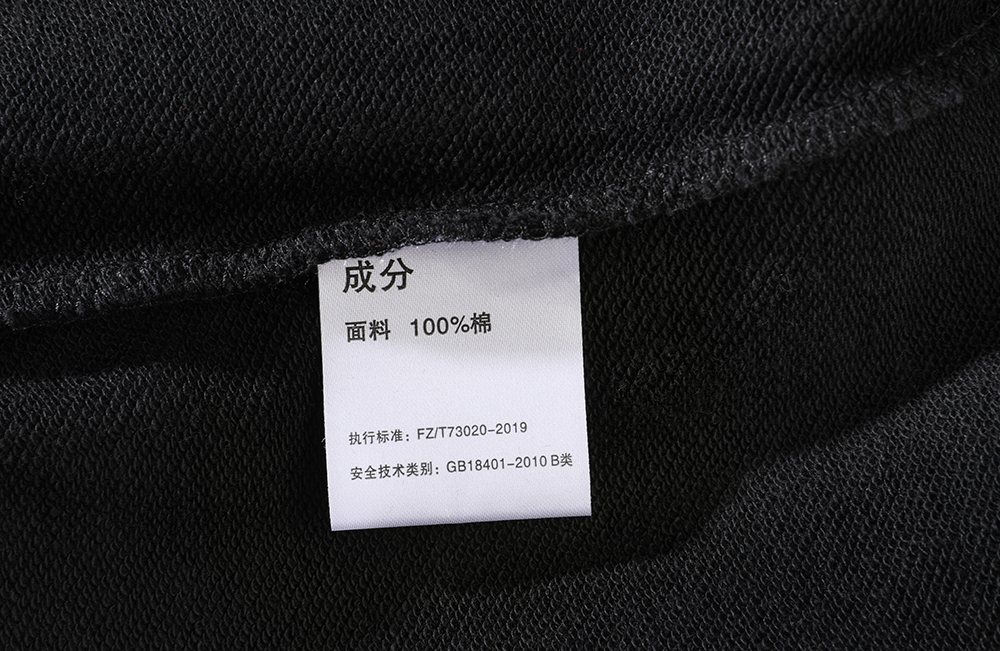 成分
面料 100%棉
执行标准：FZ/T73020-2019
安全技术类别：GB18401-2010 B类